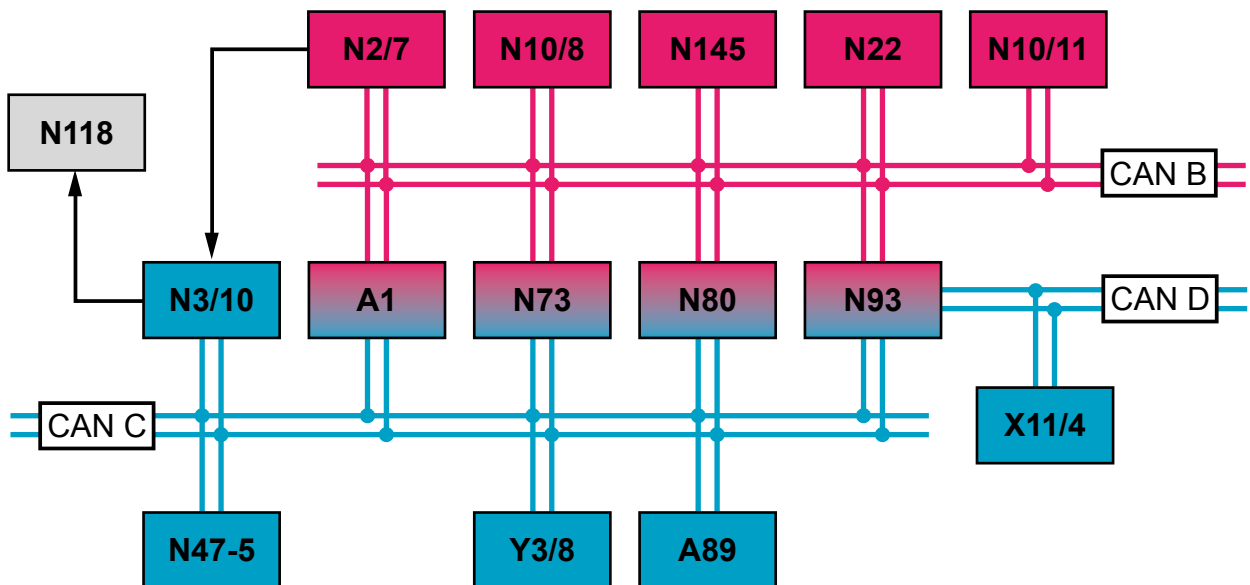 N2/7
N10/8
N145
N22
N10/11
N118
CAN B
N3/10
A1
N73
N80
N93
CAN D
CAN C
X11/4
N47-5
Y3/8
A89